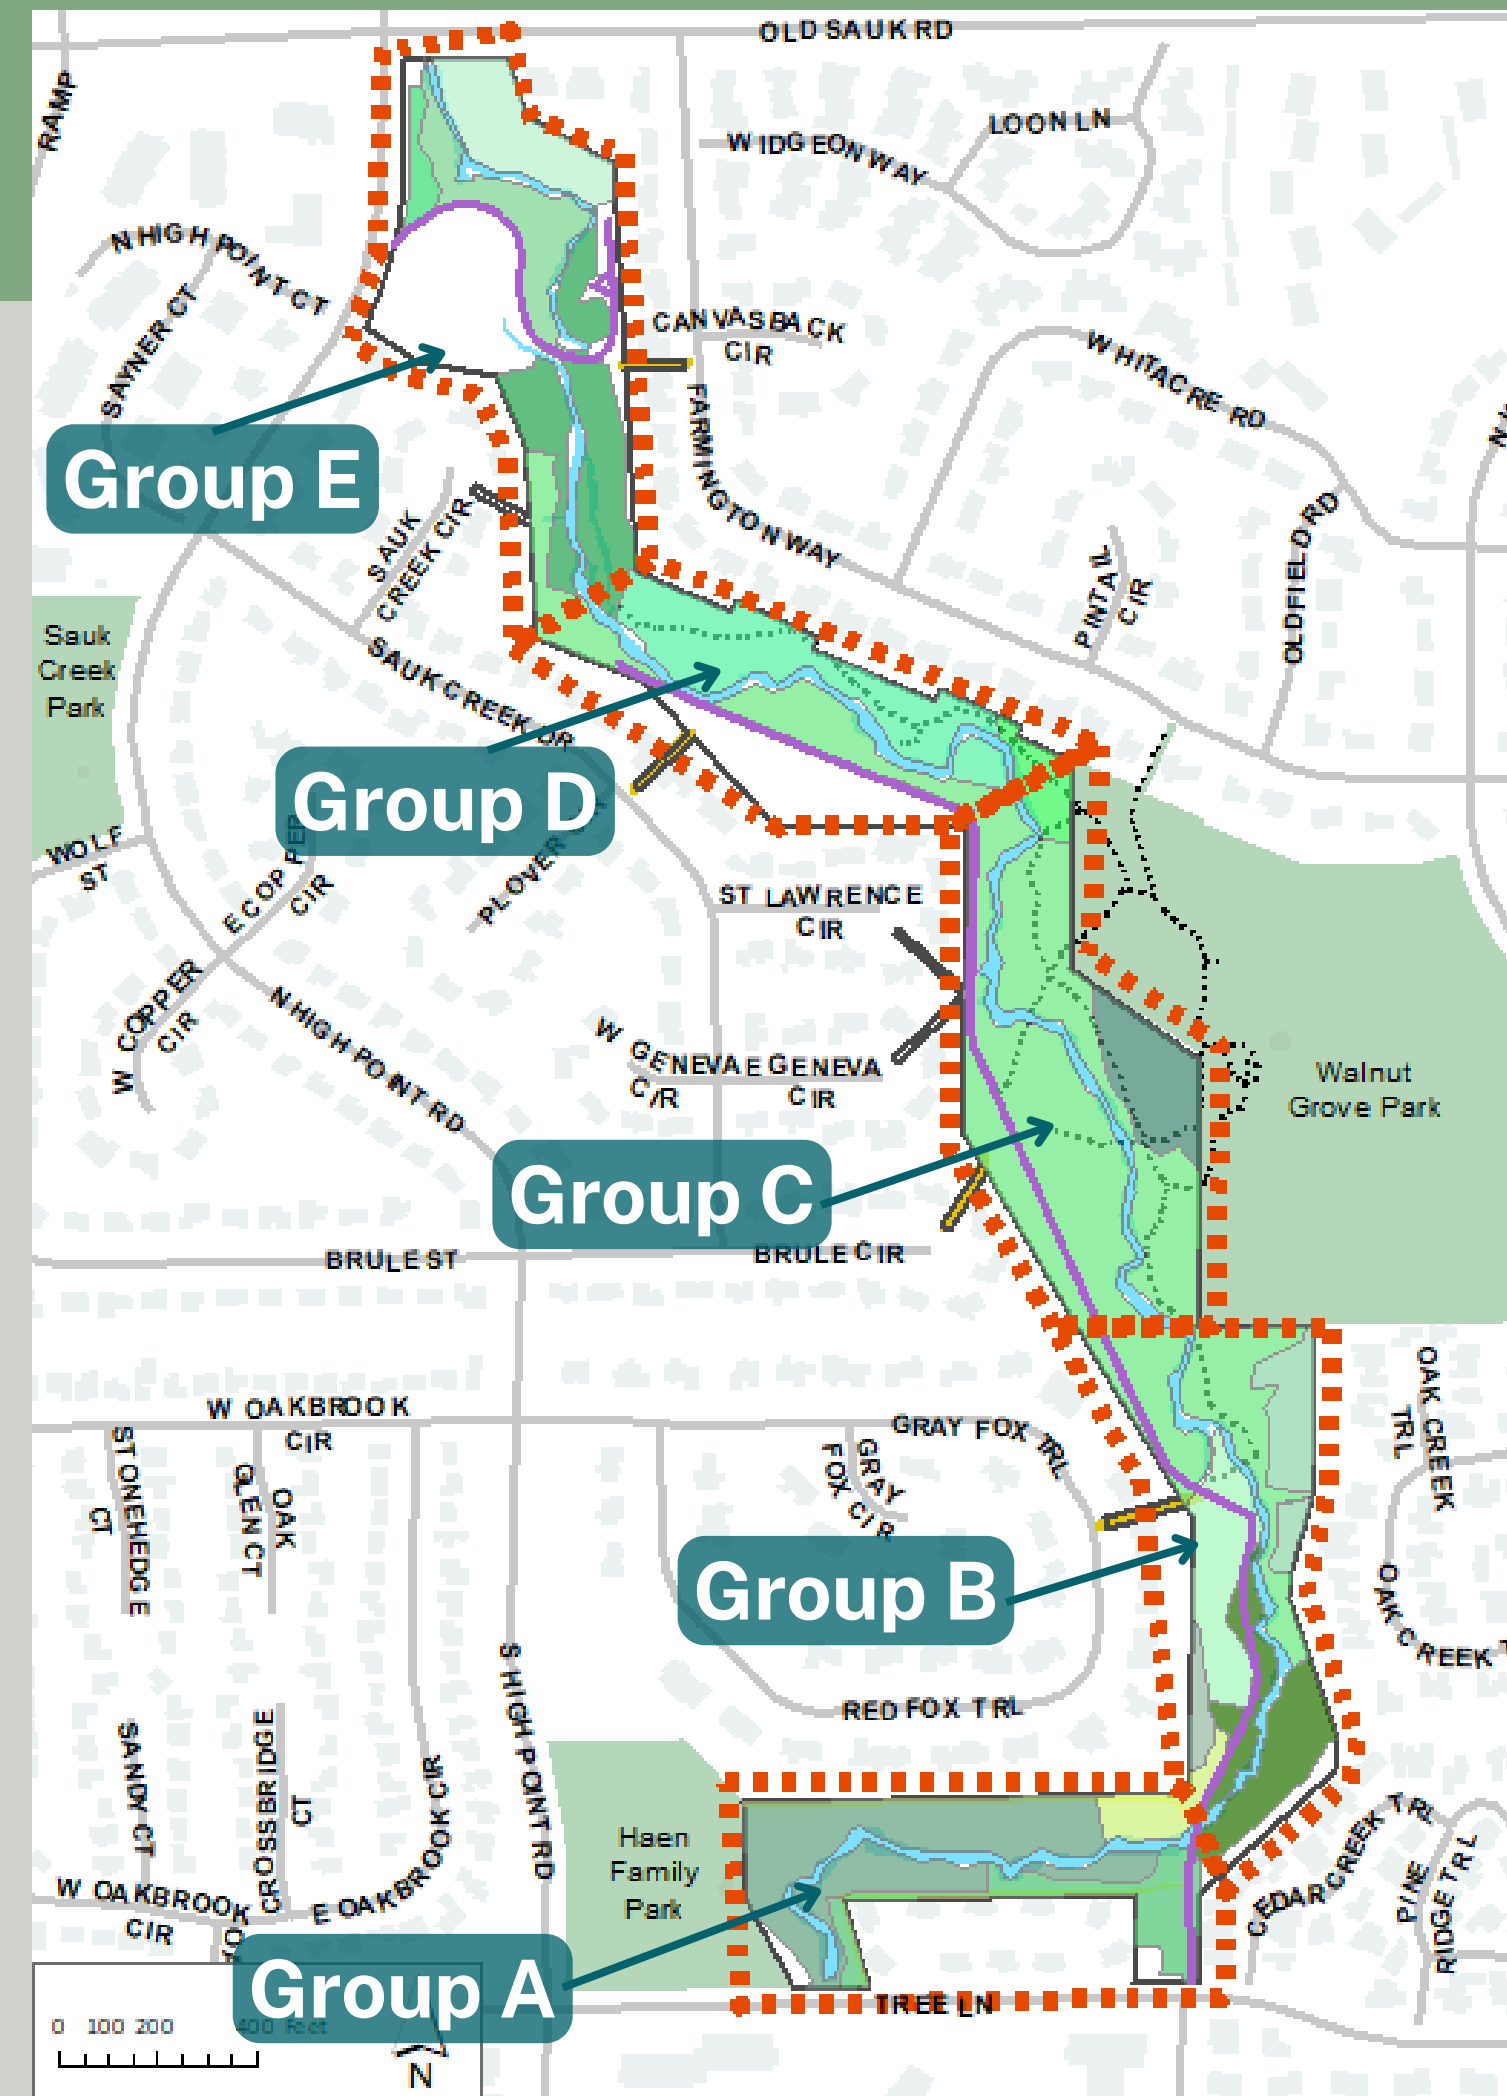 OLD SAUK RD
RAMP
LOON LN
WIDGEON WAY
N HIGH POINT CT
SAYNER CT
CANVASBACK
CIR
WHITACRE RD
FARMINGTON WAY
Group E
SAUK
CREEK CIR
PINTAIL
CIR
OLDFIELD RD
Sauk
Creek
Park
SAUK CREEK DR
Group D
WOLF
ST
E COPPER
CIR
PLOVER
ST LAWRENCE
CIR
W COPPER
CIR
N HIGH POINT RD
W GENEVA
CIR
E GENEVA
CIR
Walnut
Grove Park
Group C
BRULE ST
BRULE CIR
W OAKBROOK
CIR
GRAY FOX TRL
GRAY
FOX CIR
OAK CREEK
TRL
STONEHEDGE
CT
OAK
GLEN CT
Group B
OAK CREEK T
S HIGH POINT RD
RED FOX TRL
SANDY CT
CROSSBRIDGE
CT
E OAKBROOK CIR
Haen
Family
Park
CEDAR CREEK TRL
PINE
RIDGE TRL
W OAKBROOK
CIR
Group A
TREE LN
0 100 200 400 Feet
N